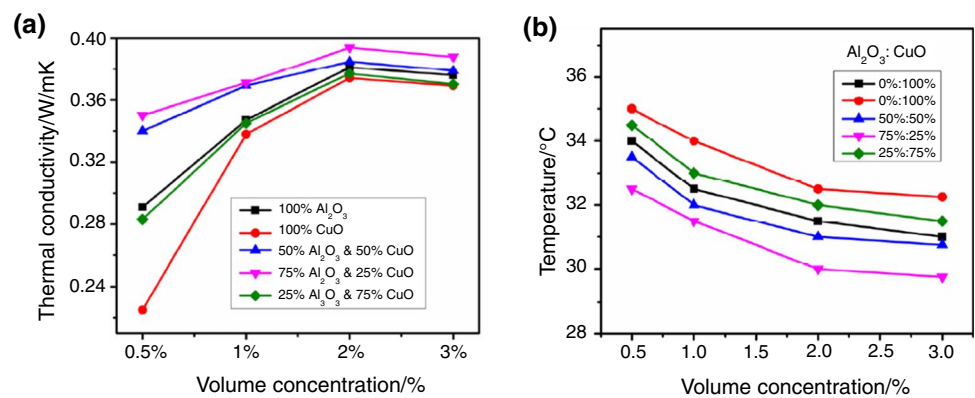 (a)
Thermal conductivity/W/mK
0.40
0.36
0.32
0.28
0.24
100% Al2O3
100% CuO
50% Al2O3 & 50% CuO
75% Al2O3 & 25% CuO
25% Al3O3 & 75% CuO
0.5% 1% 2% 3%
Volume concentration/%
(b)
Temperature/°C
36
34
32
30
28
Al2O3: CuO
0%:100%
0%:100%
50%:50%
75%:25%
25%:75%
0.5 1.0 1.5 2.0 2.5 3.0
Volume concentration/%